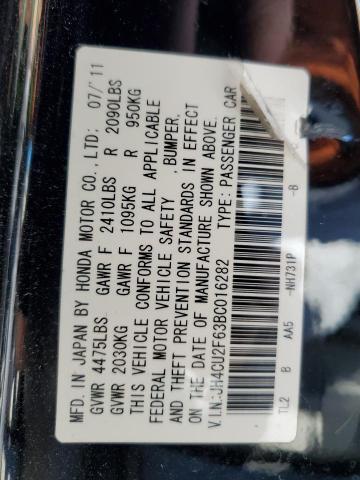 MFD. IN JAPAN BY HONDA MOTOR CO., LTD: 07/'11
GVWR 4475LBS GAWR F 2410LBS R 2090LBS
GVWR 2030KG GAWR F 1095KG R 950KG
THIS VEHICLE CONFORMS TO ALL APPLICABLE
FEDERAL MOTOR VEHICLE SAFETY , BUMPER,
AND THEFT PREVENTION STANDARDS IN EFFECT
ON THE DATE OF MANUFACTURE SHOWN ABOVE.
V.I.N:JH4CU2F63BC016282 TYPE: PASSENGER CAR
TL2 B AA5 -NH731P -B